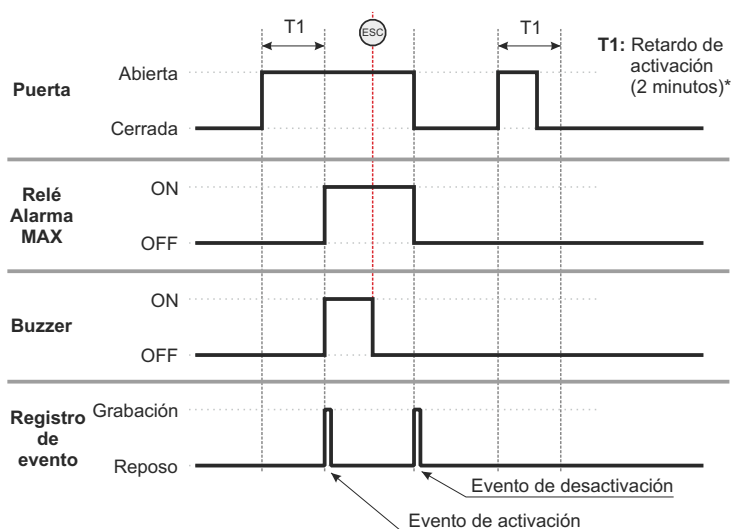 T1
ESC
T1
T1: Retardo de
activación
(2 minutos)*
Puerta
Abierta
Cerrada
Relé
Alarma
MAX
ON
OFF
Buzzer
ON
OFF
Registro
de
evento
Grabación
Reposo
Evento de desactivación
Evento de activación